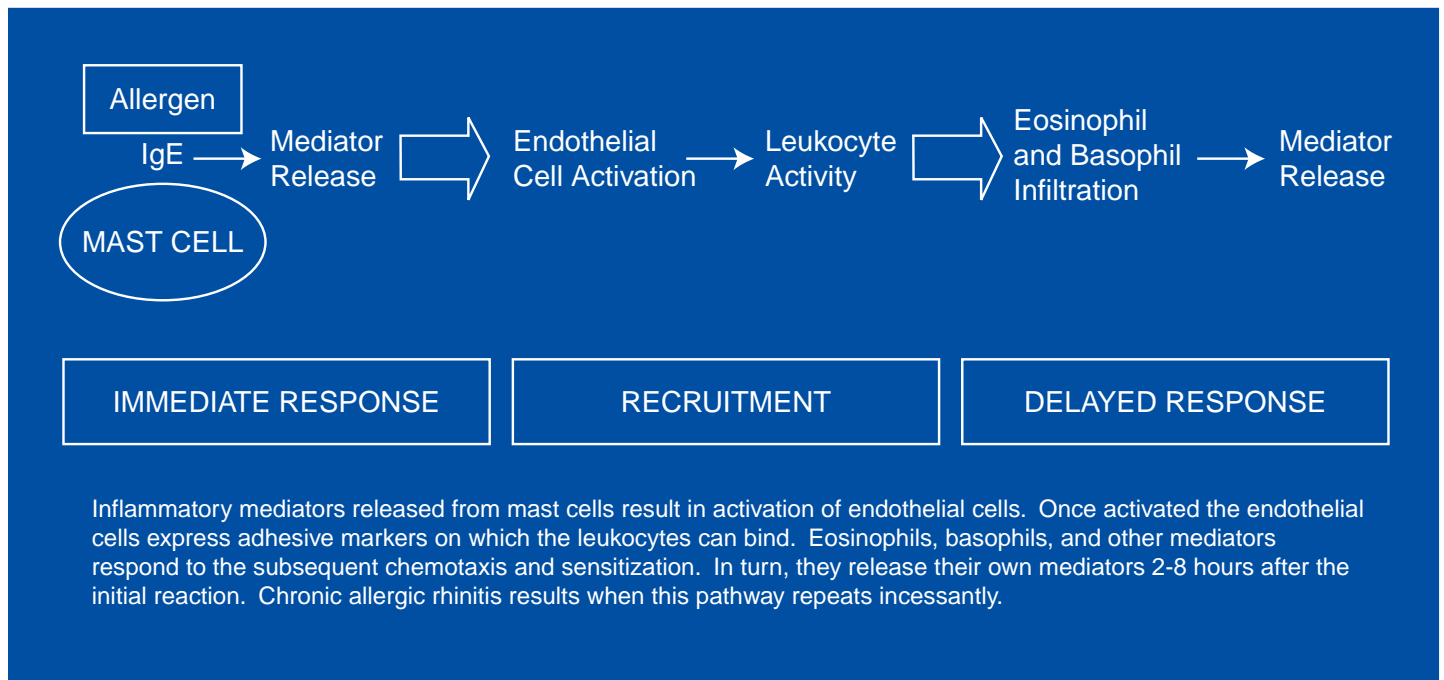 Allergen
IgE
MAST CELL
Mediator
Release
Endothelial
Cell Activation
Leukocyte
Activity
Eosinophil
and Basophil
Infiltration
Mediator
Release
IMMEDIATE RESPONSE
RECRUITMENT
DELAYED RESPONSE
Inflammatory mediators released from mast cells result in activation of endothelial cells.  Once activated the endothelial
cells express adhesive markers on which the leukocytes can bind.  Eosinophils, basophils, and other mediators
respond to the subsequent chemotaxis and sensitization.  In turn, they release their own mediators 2-8 hours after the
initial reaction.  Chronic allergic rhinitis results when this pathway repeats incessantly.